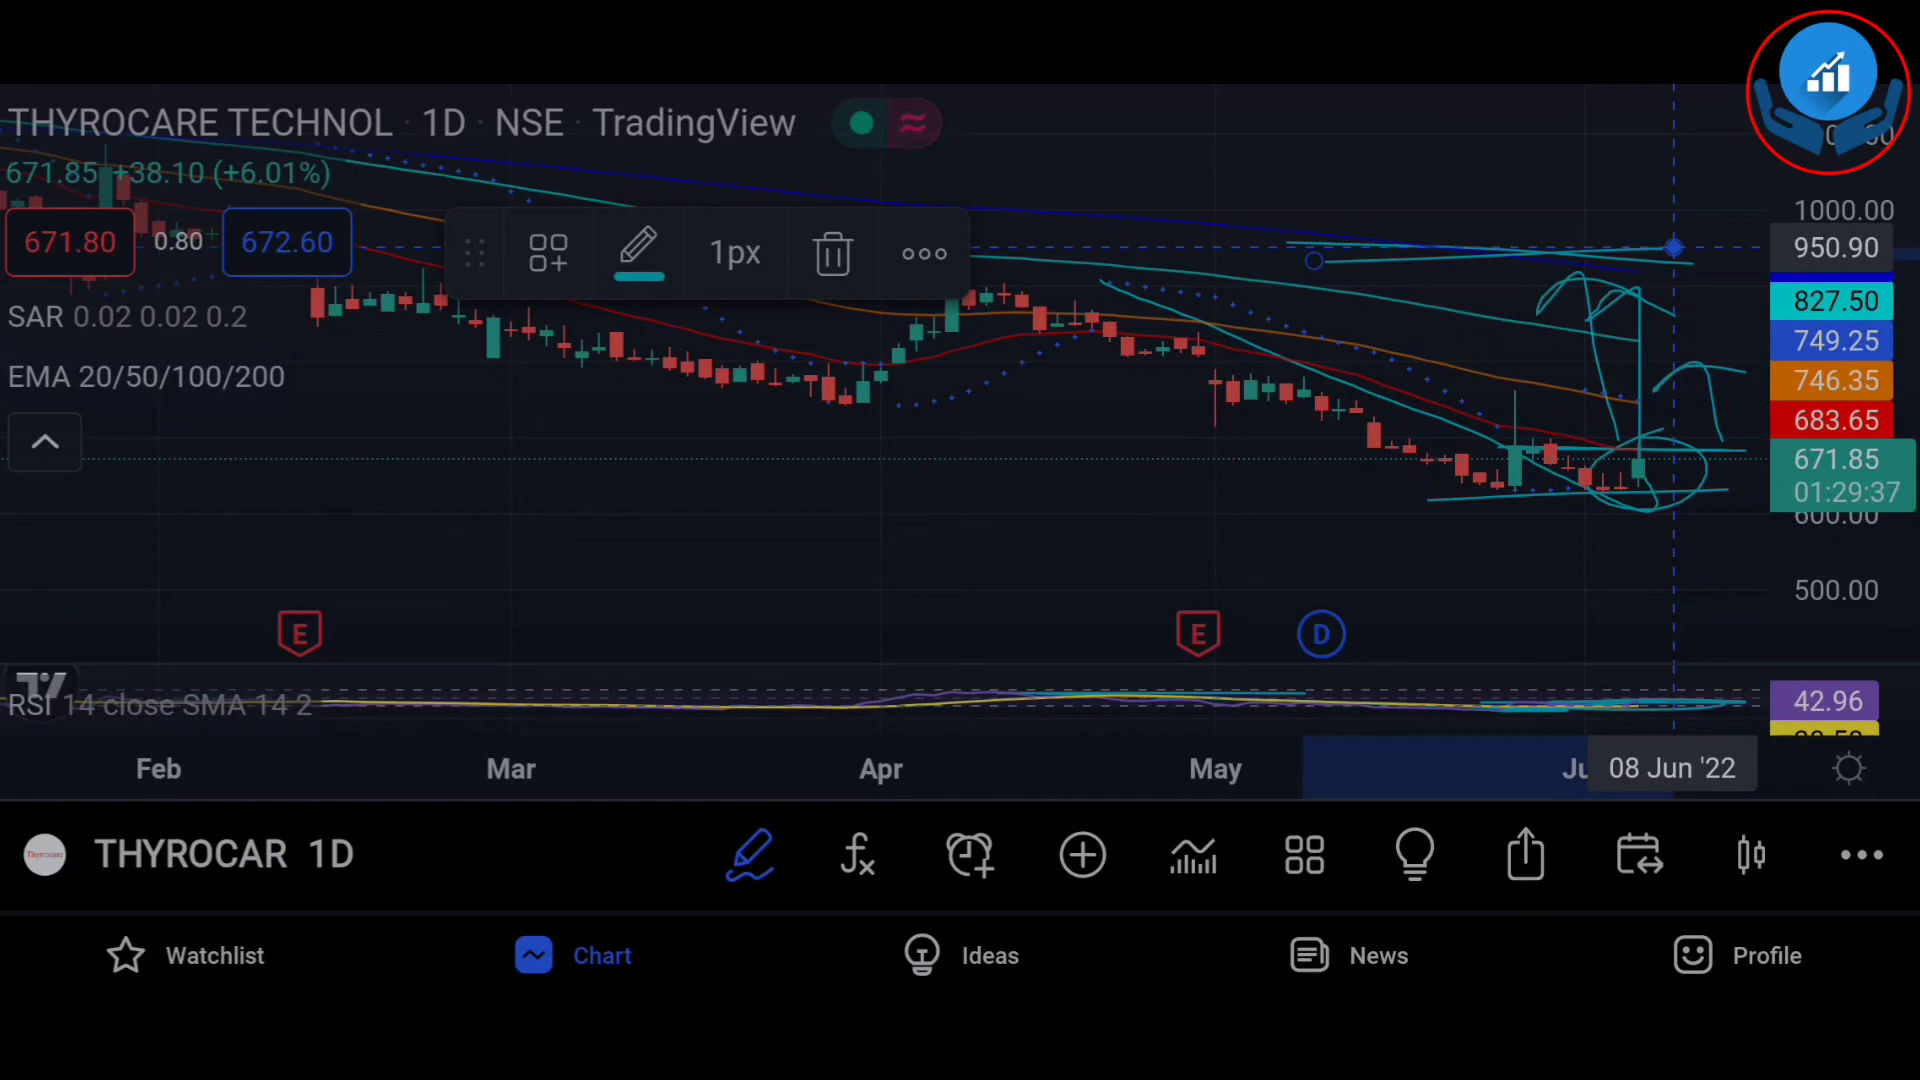 THYROCARE TECHNOL · 1D · NSE · TradingView
671.85 +38.10 (+6.01%)
671.80 0.80 672.60
1px
SAR 0.02 0.02 0.2
EMA 20/50/100/200
1000.00
950.90
827.50
749.25
746.35
683.65
671.85
01:29:37
600.00
500.00
E E D
RSI 14 close SMA 14 2
42.96
Feb Mar Apr May 08 Jun '22
Thyrocare THYROCAR 1D
Watchlist Chart Ideas News Profile